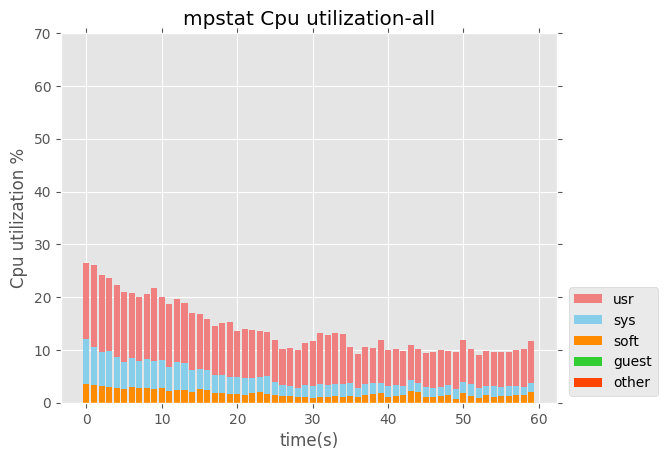 mpstat Cpu utilization-all
70
60
50
40
30
20
10
0
Cpu utilization %
0 10 20 30 40 50 60
time(s)
usr
sys
soft
guest
other